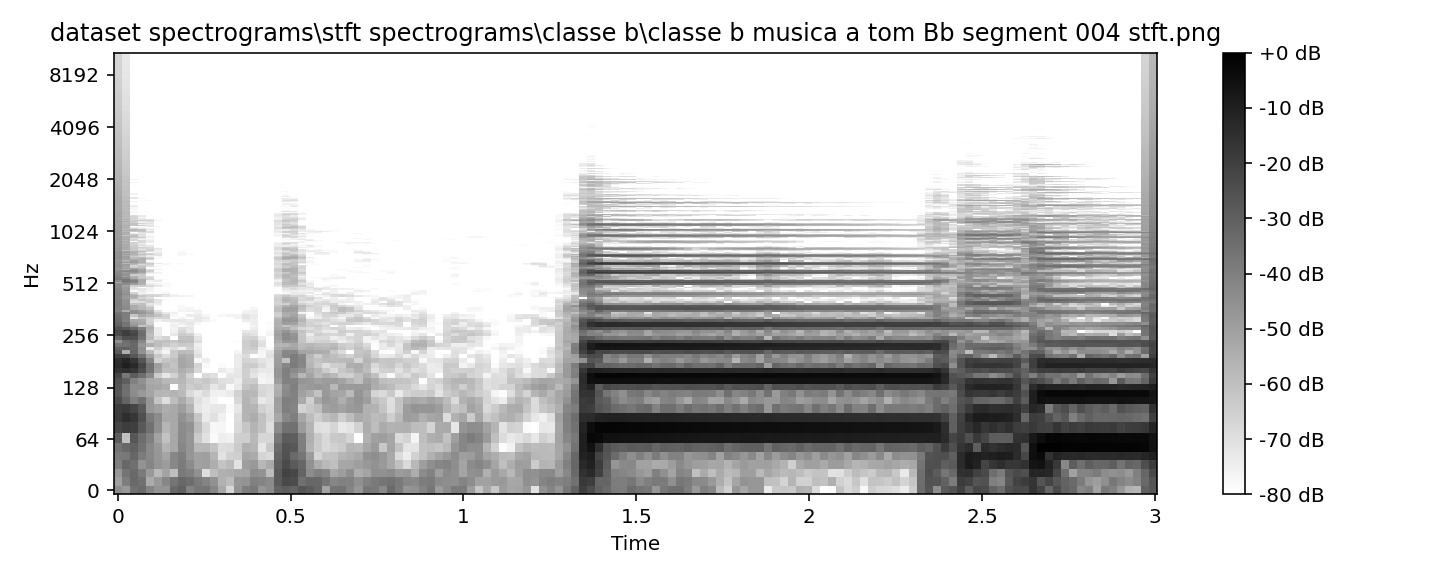 dataset spectrograms\stft spectrograms\classe b\classe b musica a tom Bb segment 004 stft.png
Hz
8192
4096
2048
1024
512
256
128
64
0
0
0.5
1
1.5
2
2.5
3
Time
+0 dB
-10 dB
-20 dB
-30 dB
-40 dB
-50 dB
-60 dB
-70 dB
-80 dB